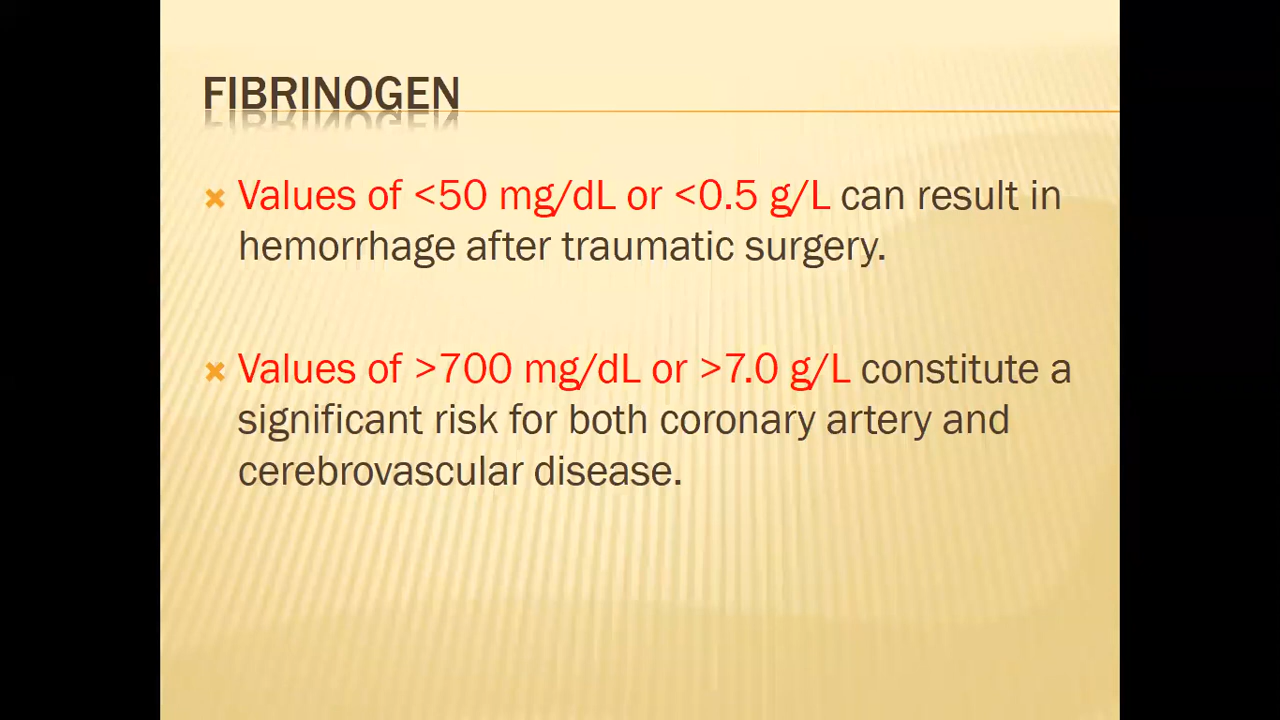 FIBRINOGEN
Values of <50 mg/dL or <0.5 g/L can result in
hemorrhage after traumatic surgery.
Values of >700 mg/dL or >7.0 g/L constitute a
significant risk for both coronary artery and
cerebrovascular disease.